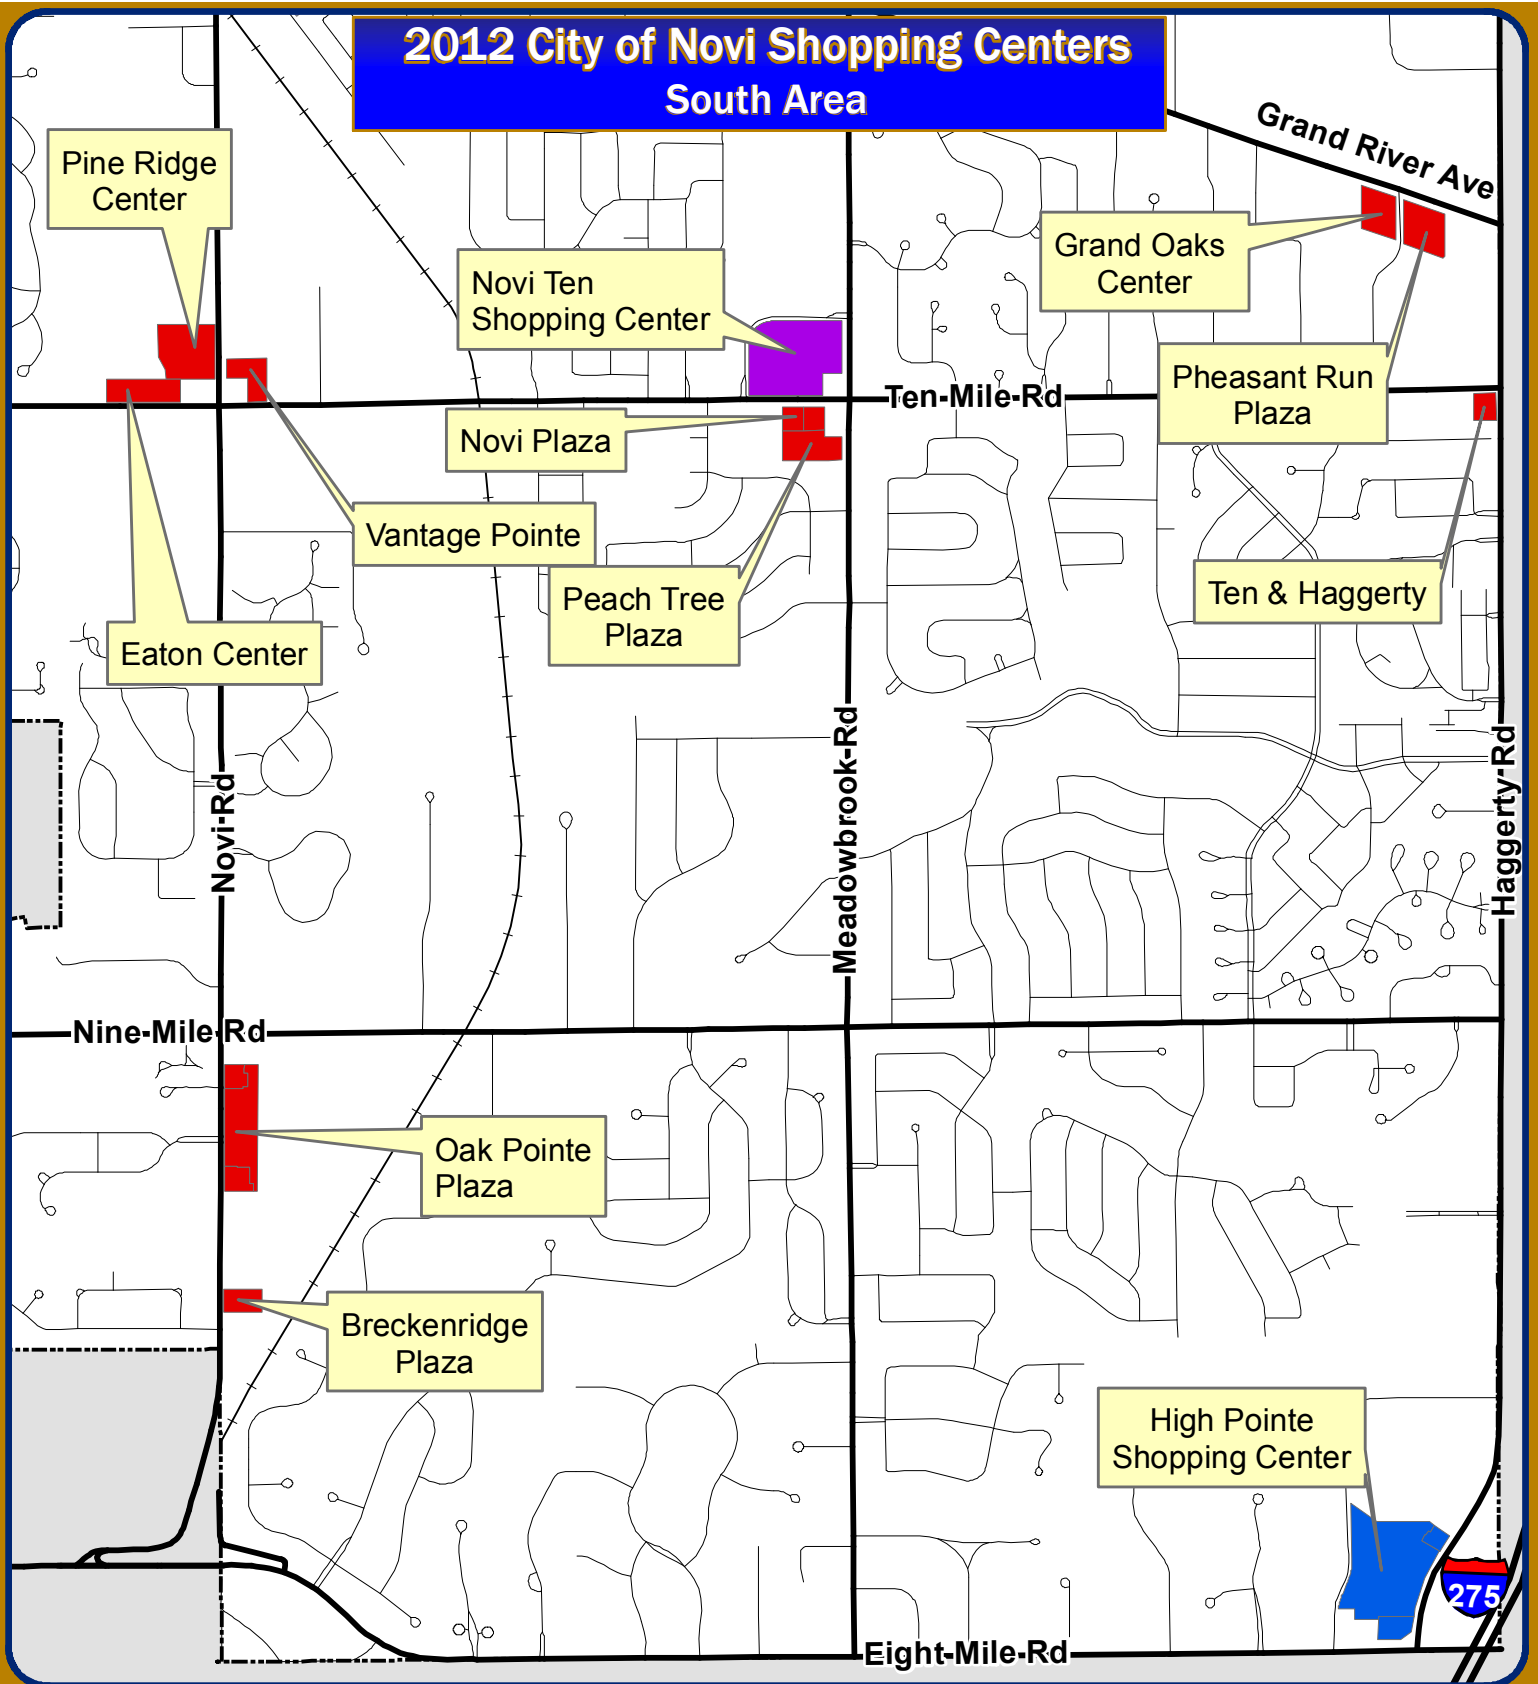 2012 City of Novi Shopping Centers
South Area
Grand River Ave
Pine Ridge
Center
Grand Oaks
Center
Novi Ten
Shopping Center
Pheasant Run
Plaza
Ten-Mile-Rd
Novi Plaza
Vantage Pointe
Peach Tree
Plaza
Ten & Haggerty
Eaton Center
Novi-Rd
Meadowbrook-Rd
Haggerty-Rd
Nine-Mile-Rd
Oak Pointe
Plaza
Breckenridge
Plaza
High Pointe
Shopping Center
275
Eight-Mile-Rd